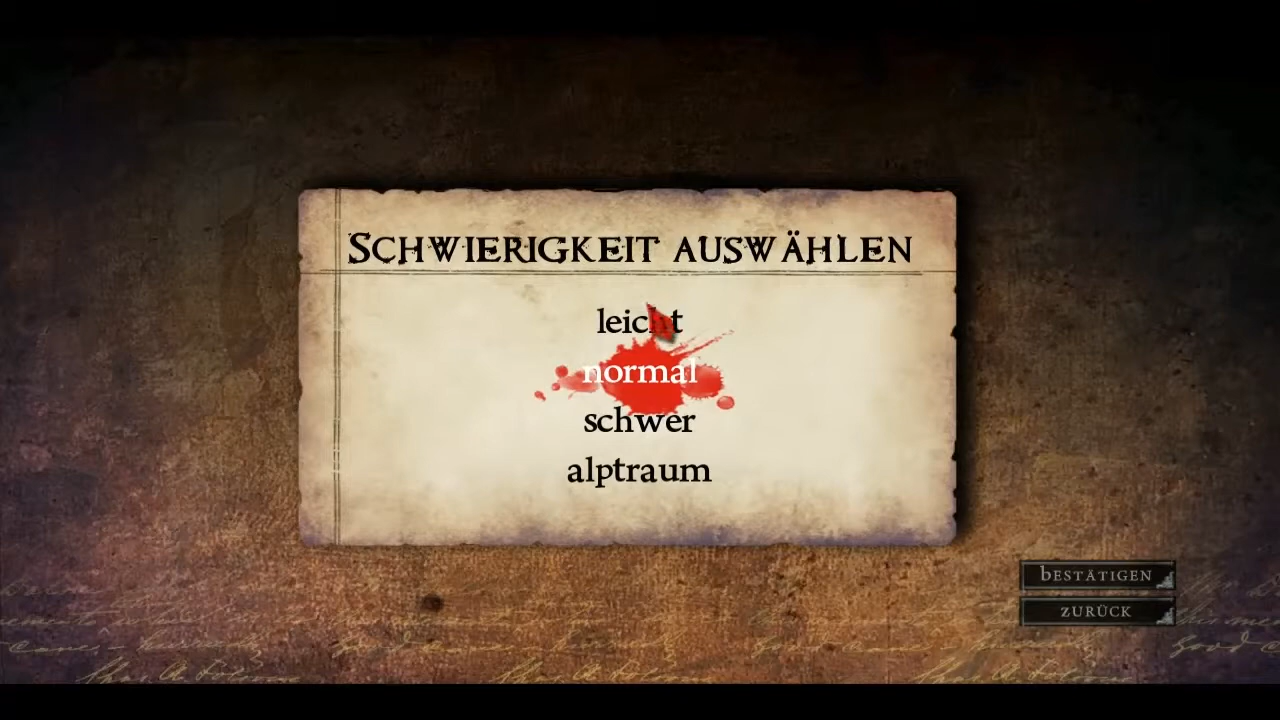 Schwierigkeit auswählen
leicht
normal
schwer
alptraum
bestätigen
zurück